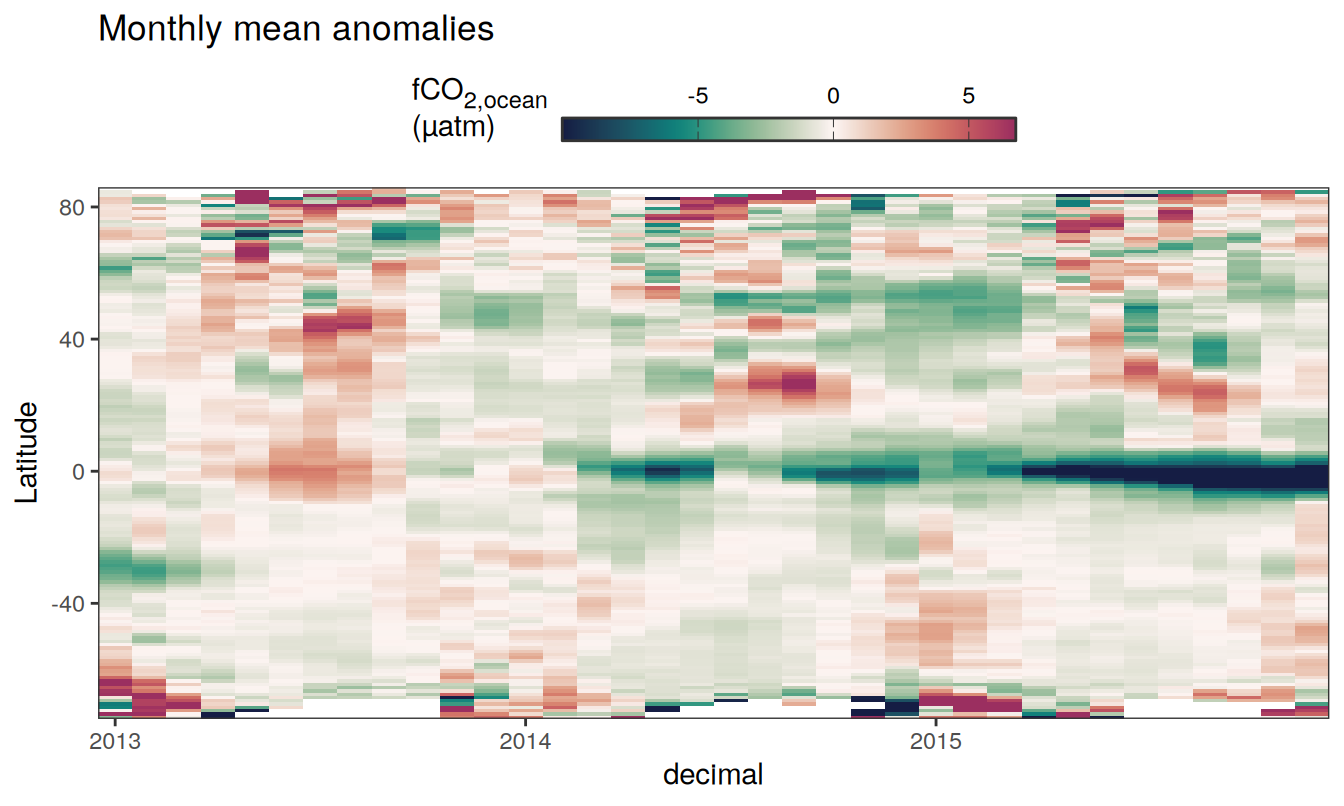 Monthly mean anomalies
fCO2,ocean
(µatm)
-5 0 5
Latitude
80
40
0
-40
2013 2014 2015
decimal